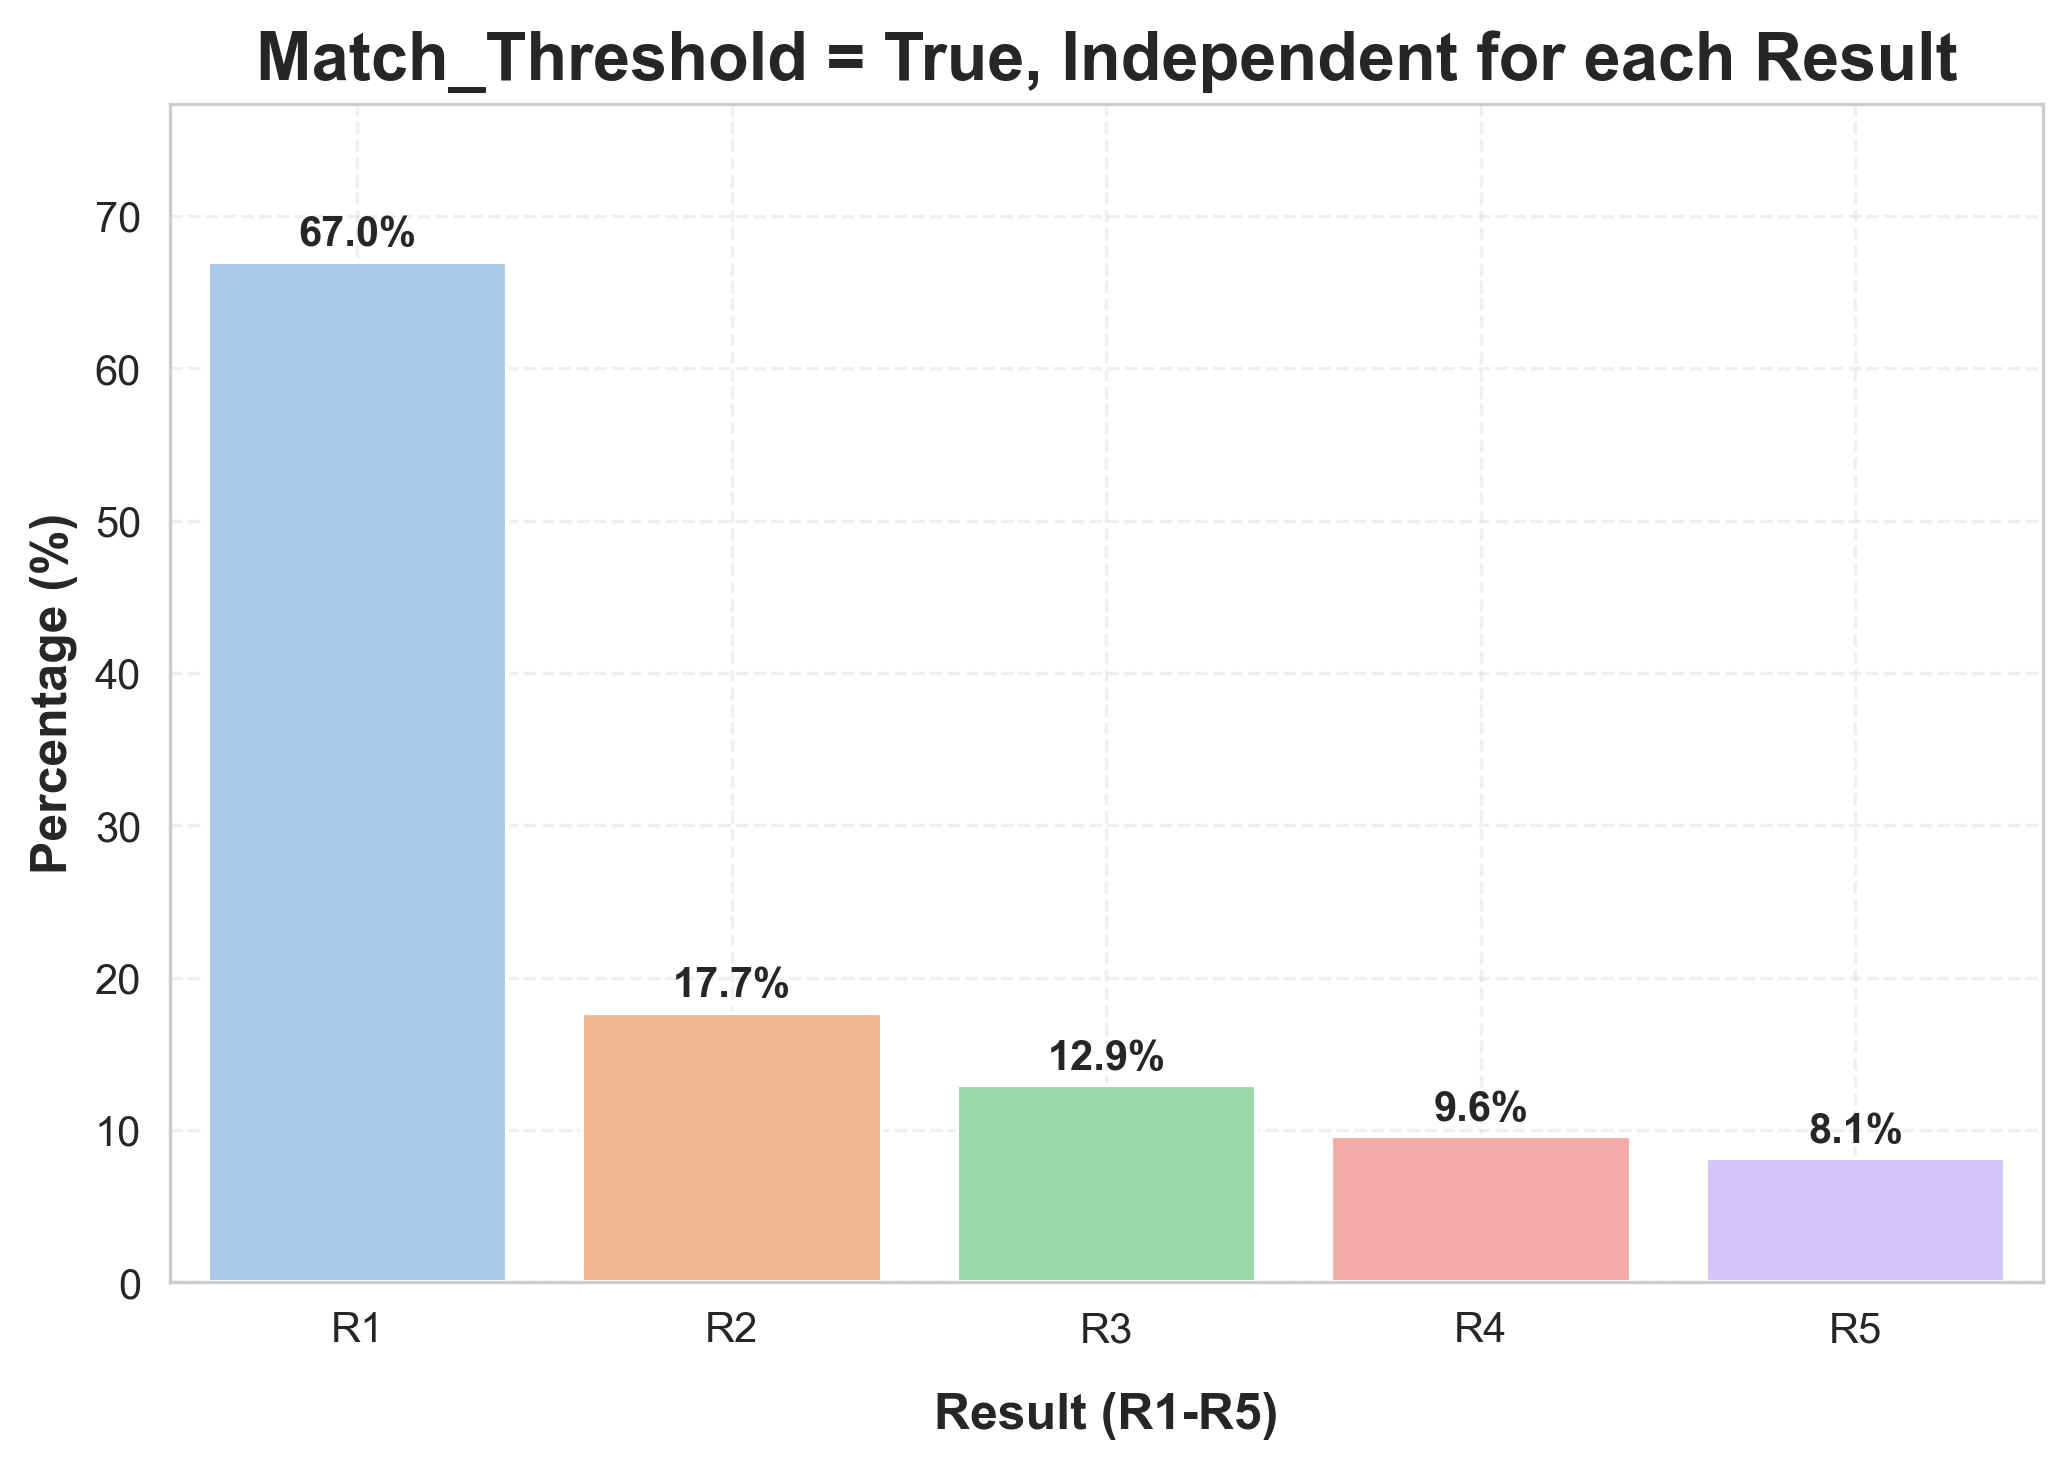 Match_Threshold = True, Independent for each Result
Percentage (%)
70
60
50
40
30
20
10
0
67.0%
17.7%
12.9%
9.6%
8.1%
R1
R2
R3
R4
R5
Result (R1-R5)